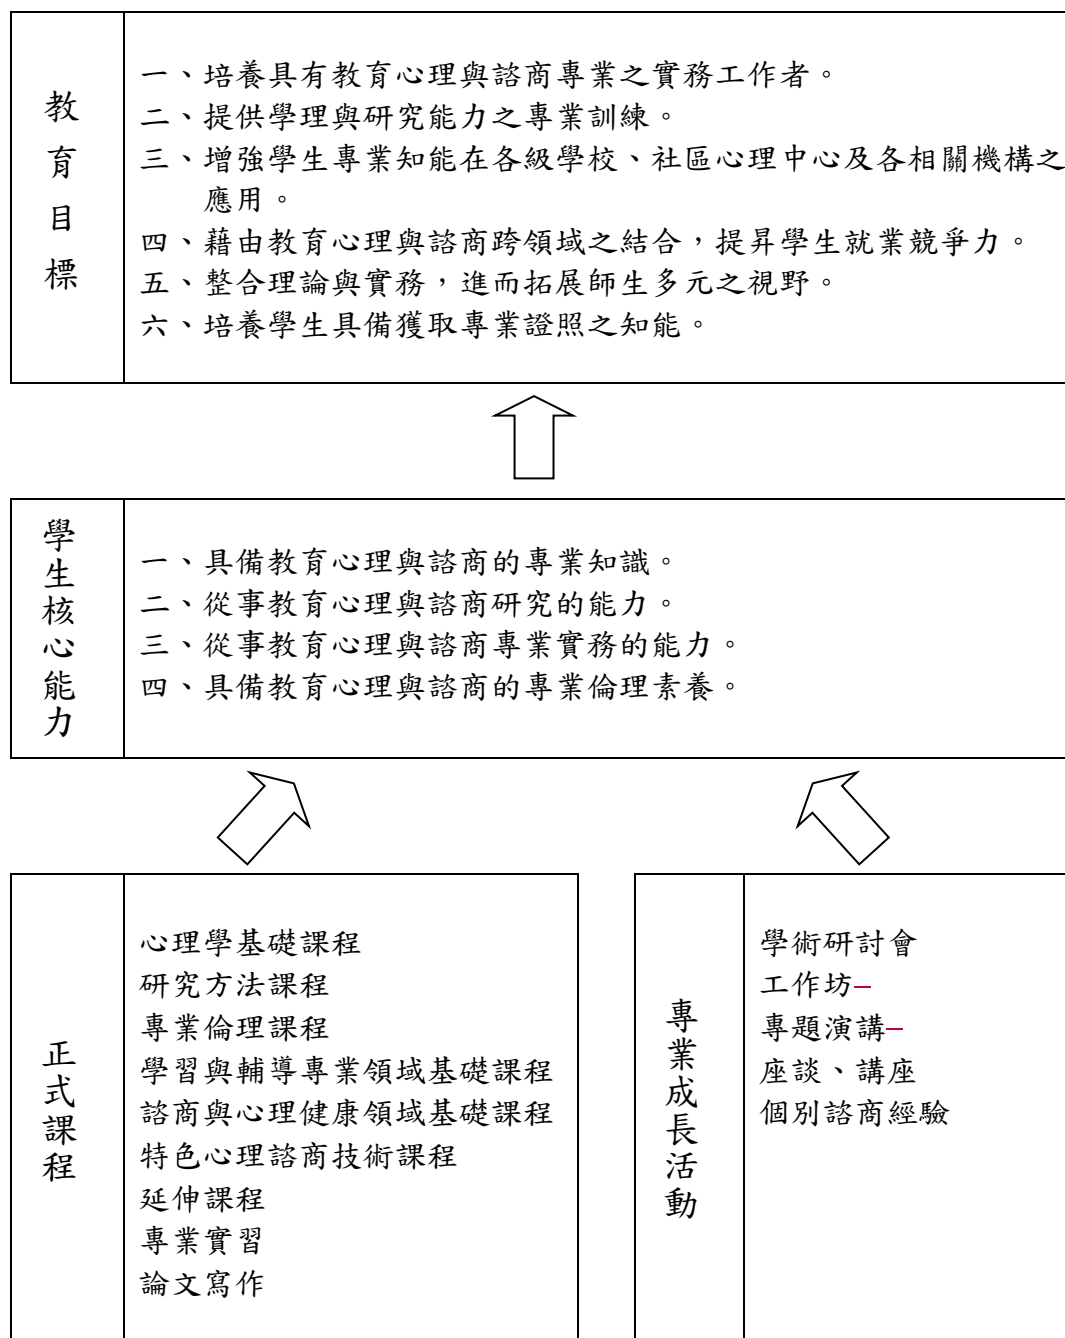 教育目標
一、培養具有教育心理與諮商專業之實務工作者。
二、提供學理與研究能力之專業訓練。
三、增強學生專業知能在各級學校、社區心理中心及各相關機構之
應用。
四、藉由教育心理與諮商跨領域之結合，提昇學生就業競爭力。
五、整合理論與實務，進而拓展師生多元之視野。
六、培養學生具備獲取專業證照之知能。
學生核心能力
一、具備教育心理與諮商的專業知識。
二、從事教育心理與諮商研究的能力。
三、從事教育心理與諮商專業實務的能力。
四、具備教育心理與諮商的專業倫理素養。
正式課程
心理學基礎課程
研究方法課程
專業倫理課程
學習與輔導專業領域基礎課程
諮商與心理健康領域基礎課程
特色心理諮商技術課程
延伸課程
專業實習
論文寫作
專業成長活動
學術研討會
工作坊
專題演講
座談、講座
個別諮商經驗